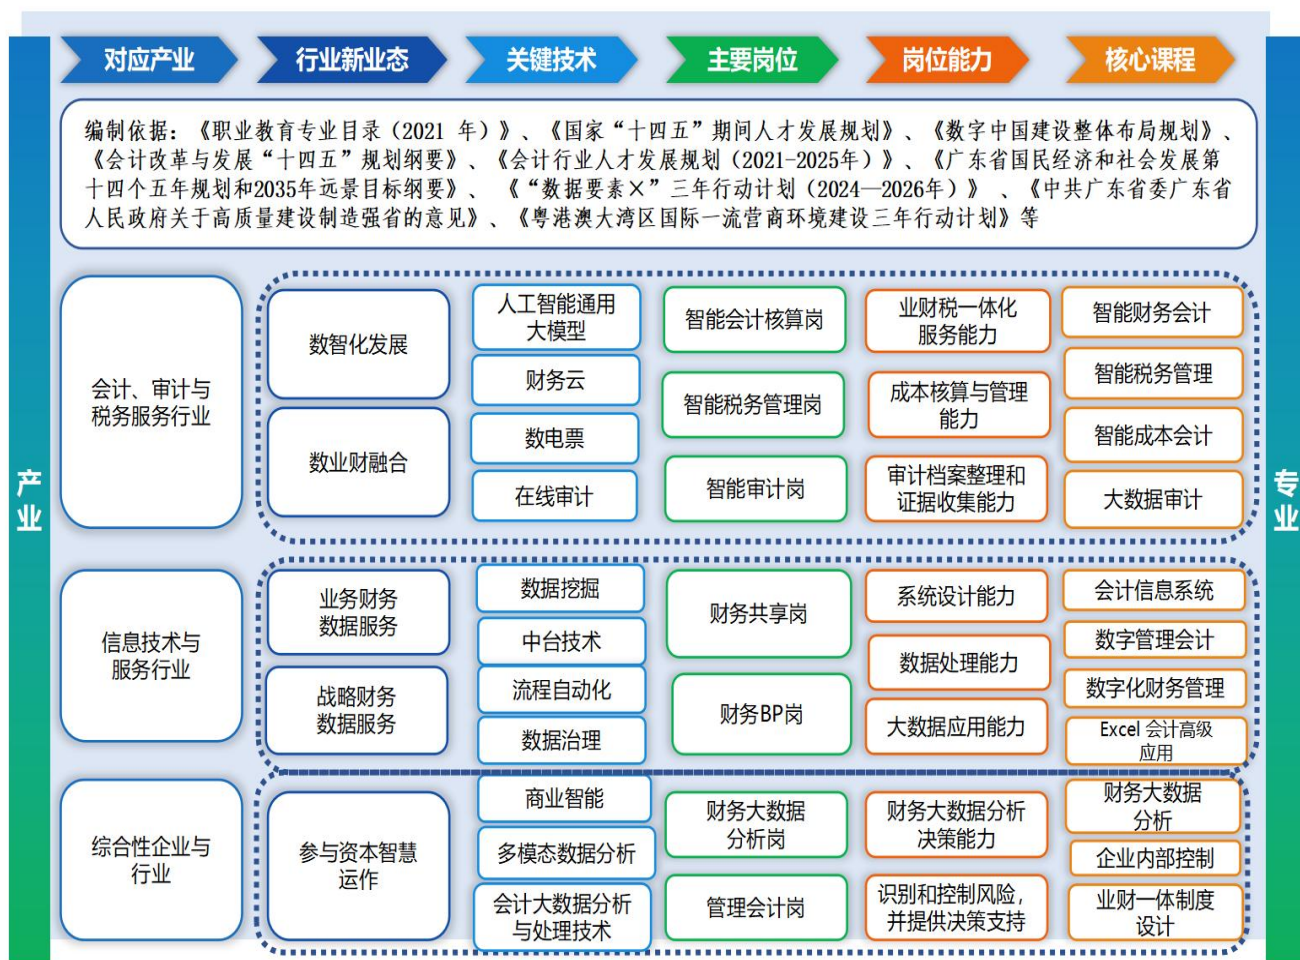 对应产业
行业新业态
关键技术
主要岗位
岗位能力
核心课程
编制依据：《职业教育专业目录（2021 年）》、《国家“十四五”期间人才发展规划》、《数字中国建设整体布局规划》、
《会计改革与发展“十四五”规划纲要》、《会计行业人才发展规划（2021-2025年）》、《广东省国民经济和社会发展第
十四个五年规划和2035年远景目标纲要》、《“数据要素×”三年行动计划（2024—2026年）》 、《中共广东省委广东省
人民政府关于高质量建设制造强省的意见》、《粤港澳大湾区国际一流营商环境建设三年行动计划》等
产
业
专
业
会计、审计与
税务服务行业
数智化发展
数业财融合
人工智能通用
大模型
财务云
数电票
在线审计
智能会计核算岗
智能税务管理岗
智能审计岗
业财税一体化
服务能力
成本核算与管理
能力
审计档案整理和
证据收集能力
智能财务会计
智能税务管理
智能成本会计
大数据审计
信息技术与
服务行业
业务财务
数据服务
战略财务
数据服务
数据挖掘
中台技术
流程自动化
数据治理
财务共享岗
财务BP岗
系统设计能力
数据处理能力
大数据应用能力
会计信息系统
数字管理会计
数字化财务管理
Excel 会计高级
应用
综合性企业与
行业
参与资本智慧
运作
商业智能
多模态数据分析
会计大数据分析
与处理技术
财务大数据
分析岗
管理会计岗
财务大数据分析
决策能力
识别和控制风险，
并提供决策支持
财务大数据
分析
企业内部控制
业财一体制度
设计